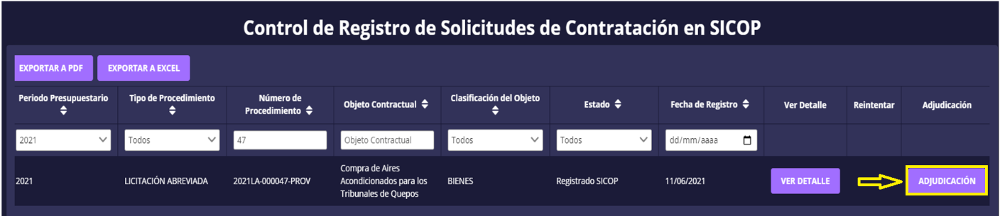 Control de Registro de Solicitudes de Contratación en SICOP
EXPORTAR A PDF EXPORTAR A EXCEL
Periodo Presupuestario Tipo de Procedimiento Número de Procedimiento Objeto Contractual Clasificación del Objeto Estado Fecha de Registro Ver Detalle Reintentar Adjudicación
2021 Todos 47 Objeto Contractual Todos Todos dd/mm/aaaa
2021 LICITACIÓN ABREVIADA 2021LA-000047-PROV Compra de Aires Acondicionados para los Tribunales de Quepos BIENES Registrado SICOP 11/06/2021 VER DETALLE ADJUDICACIÓN